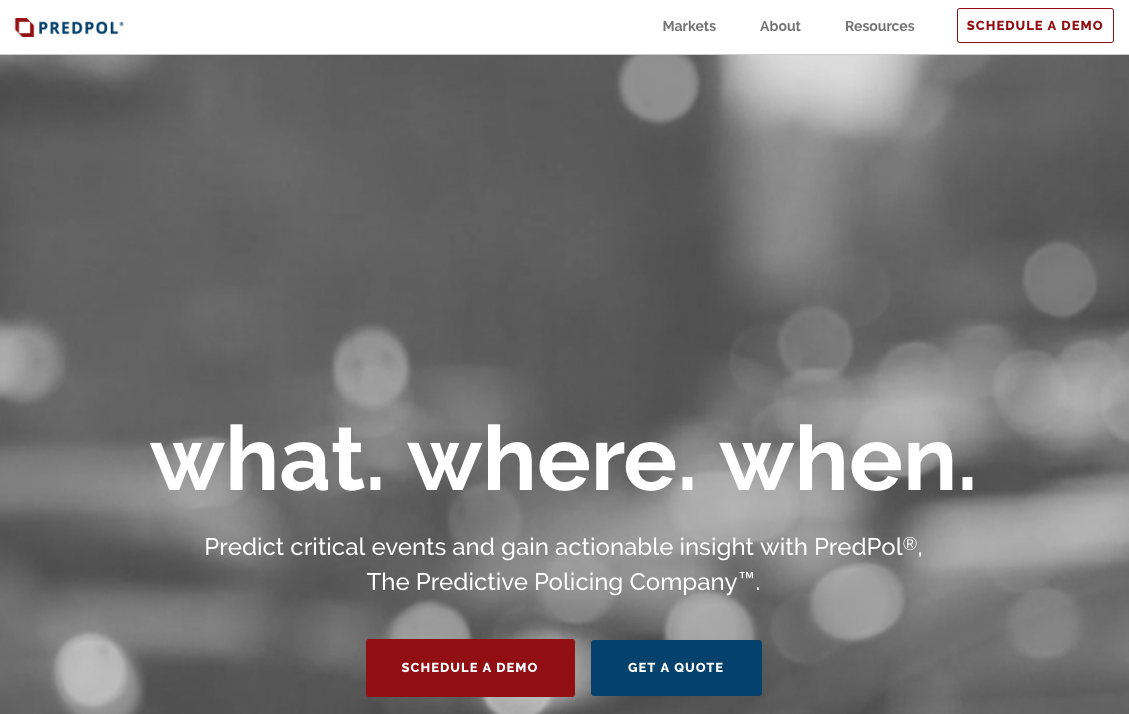 PREDPOL®
Markets
About
Resources
SCHEDULE A DEMO
what. where. when.
Predict critical events and gain actionable insight with PredPol®,
The Predictive Policing Company™.
SCHEDULE A DEMO
GET A QUOTE